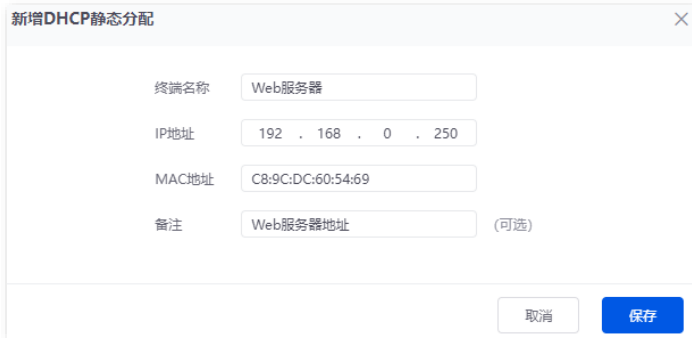 新增DHCP静态分配
终端名称 Web服务器
IP地址 192 . 168 . 0 . 250
MAC地址 C8:9C:DC:60:54:69
备注 Web服务器地址 (可选)
取消 保存